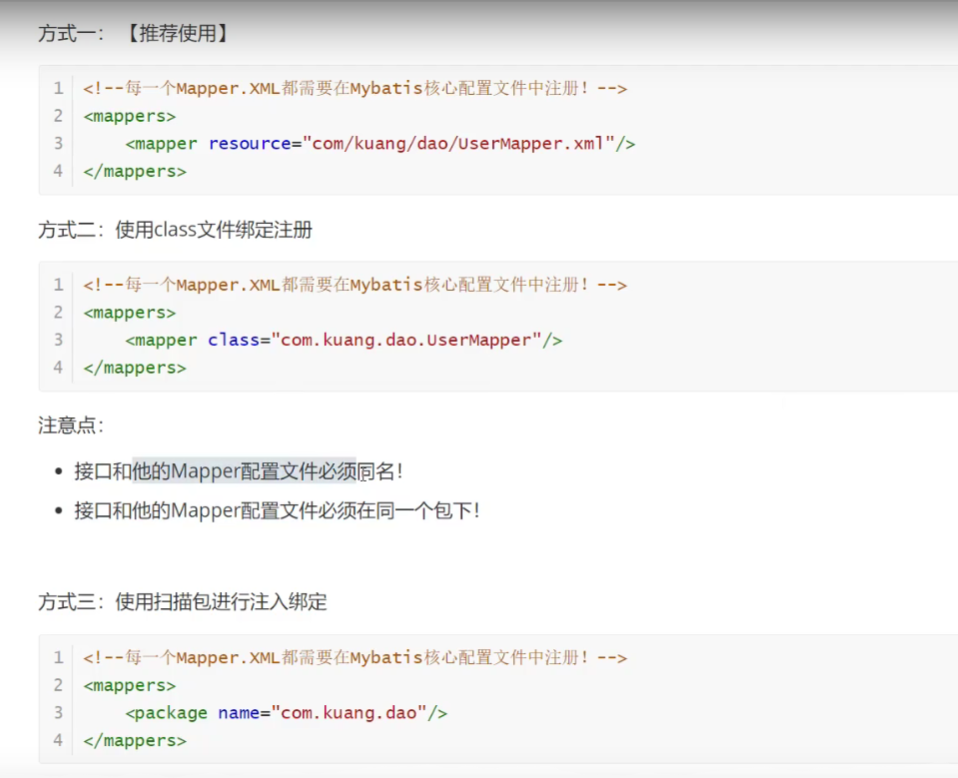 方式一： 【推荐使用】
1 <!--每一个Mapper.XML都需要在Mybatis核心配置文件中注册！-->
2 <mappers>
3     <mapper resource="com/kuang/dao/UserMapper.xml"/>
4 </mappers>
方式二：使用class文件绑定注册
1 <!--每一个Mapper.XML都需要在Mybatis核心配置文件中注册！-->
2 <mappers>
3     <mapper class="com.kuang.dao.UserMapper"/>
4 </mappers>
注意点：
• 接口和他的Mapper配置文件必须同名！
• 接口和他的Mapper配置文件必须在同一个包下！
方式三：使用扫描包进行注入绑定
1 <!--每一个Mapper.XML都需要在Mybatis核心配置文件中注册！-->
2 <mappers>
3     <package name="com.kuang.dao"/>
4 </mappers>